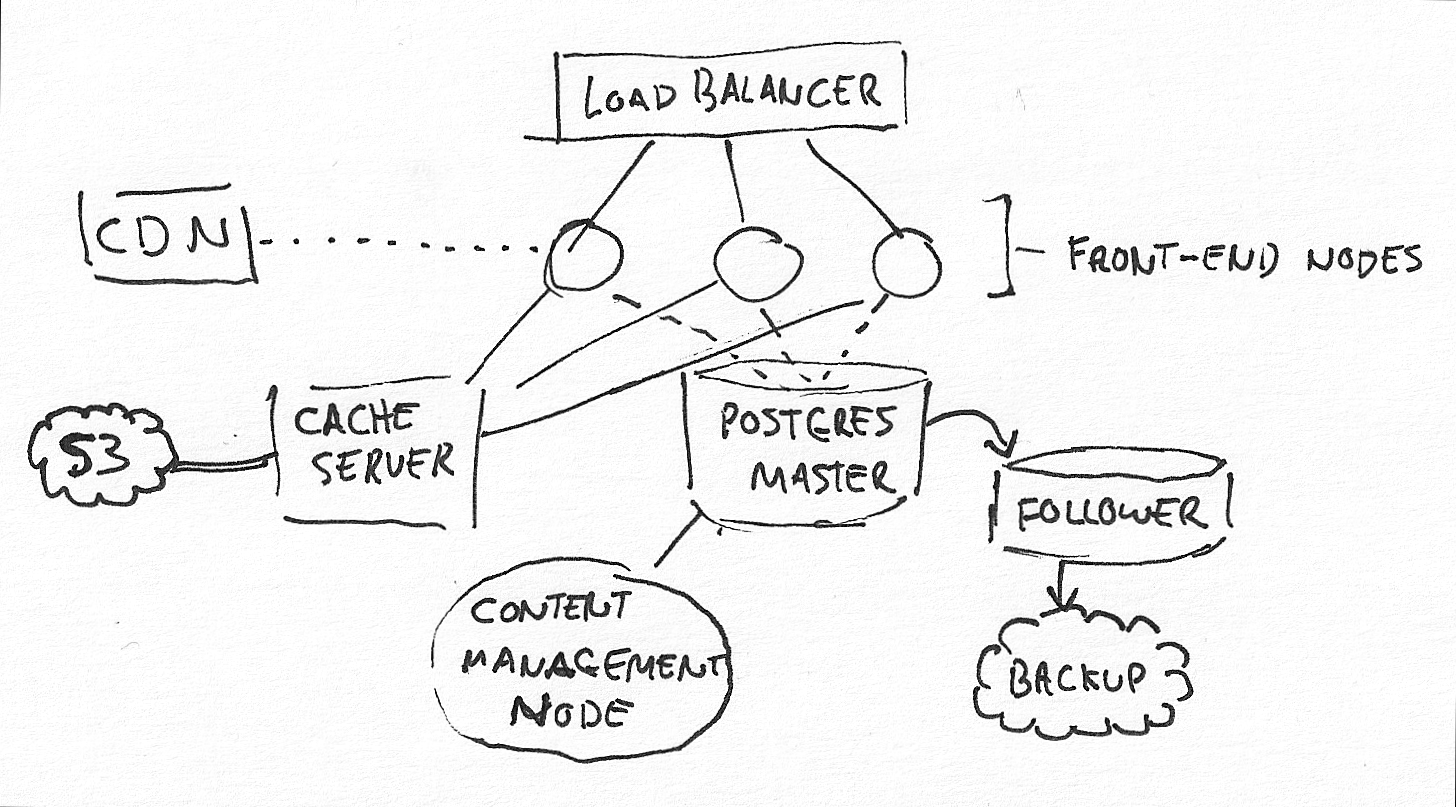 LOAD BALANCER
CDN
FRONT-END NODES
CACHE
SERVER
S3
POSTGRES
MASTER
FOLLOWER
CONTENT
MANAGEMENT
NODE
BACKUP